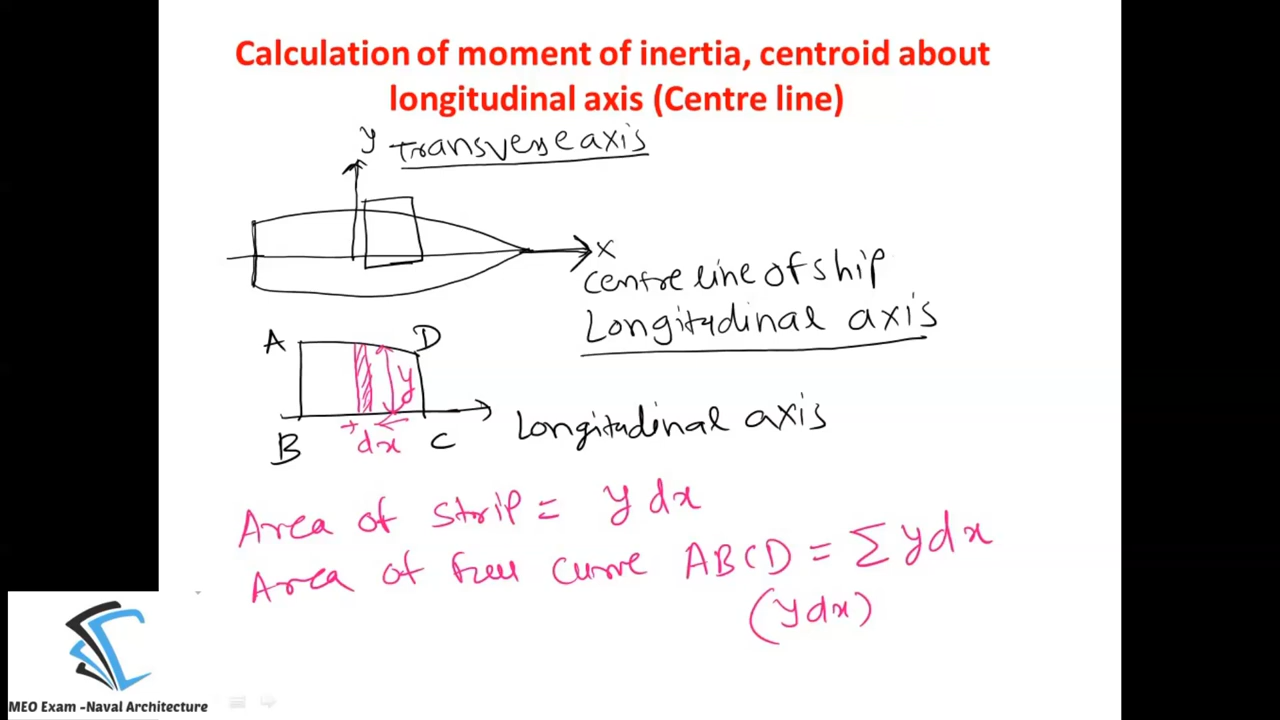 Calculation of moment of inertia, centroid about
longitudinal axis (Centre line)
y Transverse axis
x
Centre line of ship
Longitudinal axis
A D
y
B dx C
Longitudinal axis
Area of strip = y dx
Area of full curve ABCD = Σ y dx
(y dx)
MEO Exam -Naval Architecture